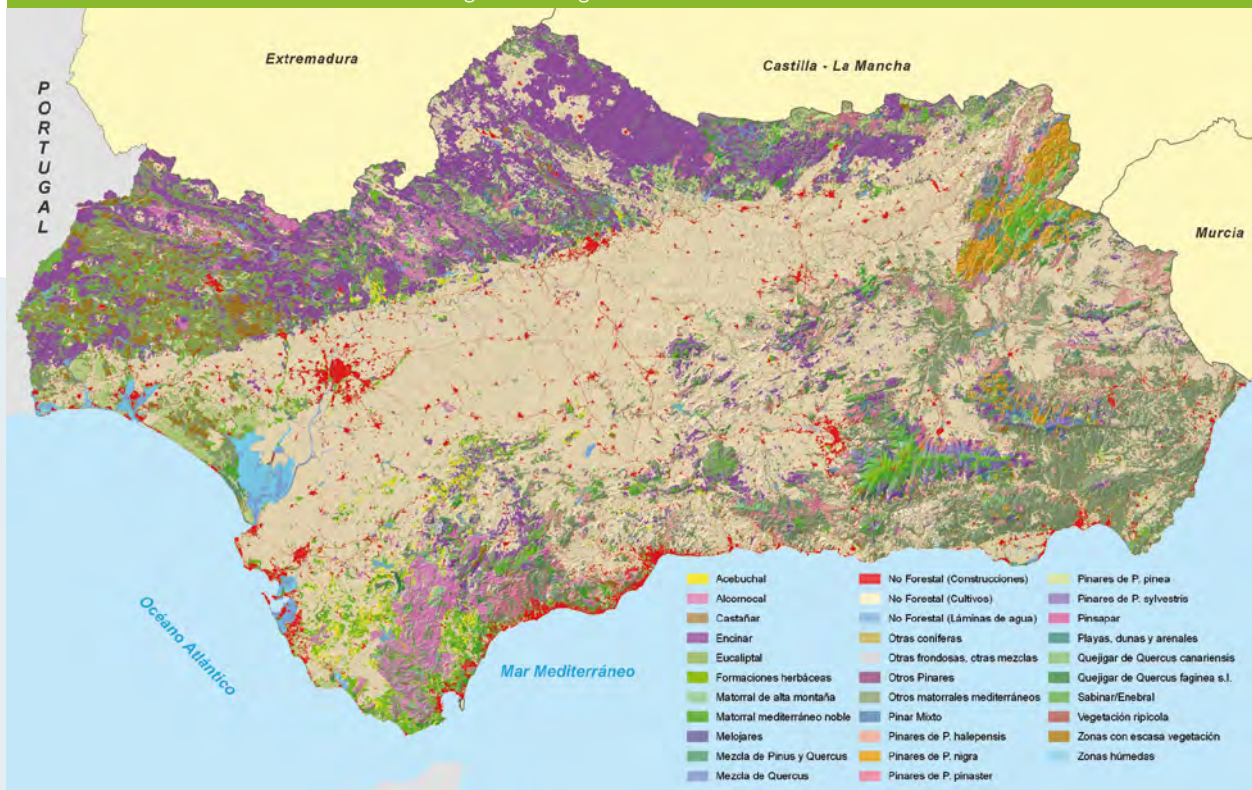 Extremadura
Castilla - La Mancha
PORTUGAL
Murcia
Océano Atlántico
Mar Mediterráneo
Acebuchal
Alcornocal
Castañar
Encinar
Eucaliptal
Formaciones herbáceas
Matorral de alta montaña
Matorral mediterráneo noble
Melojares
Mezcla de Pinus y Quercus
Mezcla de Quercus
No Forestal (Construcciones)
No Forestal (Cultivos)
No Forestal (Láminas de agua)
Otras coníferas
Otras frondosas, otras mezclas
Otros Pinares
Otros matorrales mediterráneos
Pinar Mixto
Pinares de P. halepensis
Pinares de P. nigra
Pinares de P. pinaster
Pinares de P. pinea
Pinares de P. sylvestris
Pinsapar
Playas, dunas y arenales
Quejigar de Quercus canariensis
Quejigar de Quercus faginea s.l.
Sabinar/Enebral
Vegetación ripícola
Zonas con escasa vegetación
Zonas húmedas